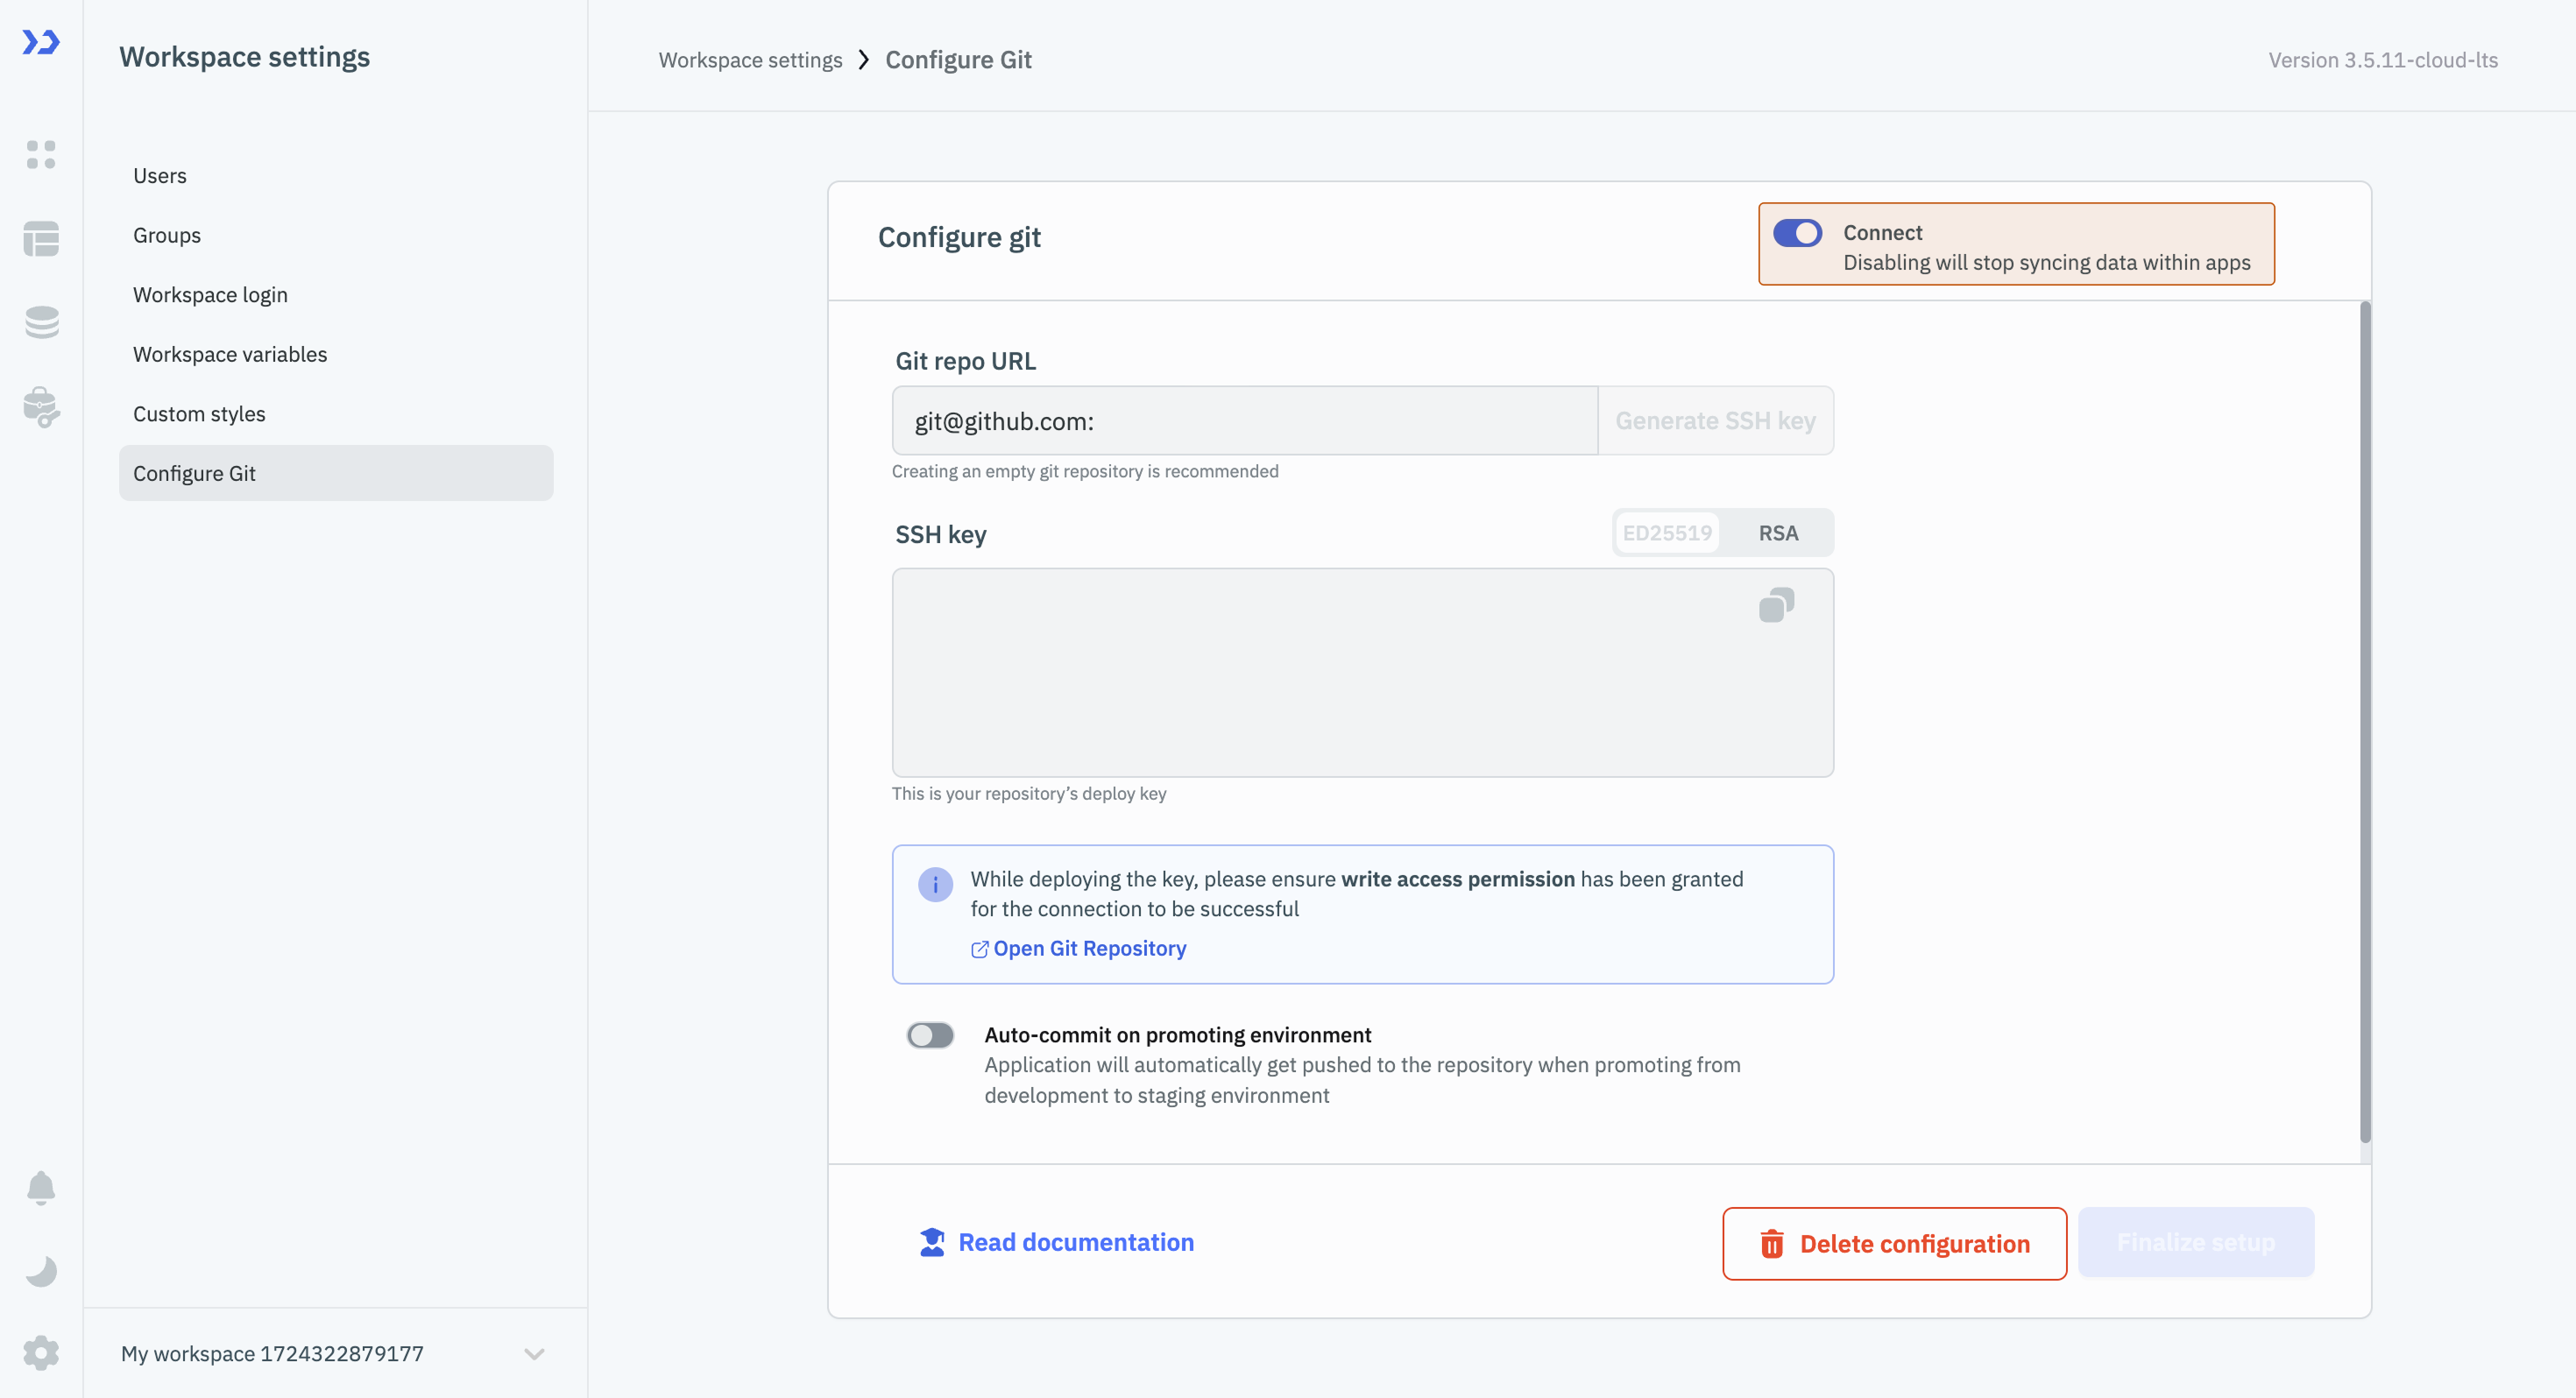 Workspace settings
Users
Groups
Workspace login
Workspace variables
Custom styles
Configure Git
My workspace 1724322879177
Workspace settings
Configure Git
Version 3.5.11-cloud-lts
Configure git
Connect
Disabling will stop syncing data within apps
Git repo URL
git@github.com:
Generate SSH key
Creating an empty git repository is recommended
SSH key
ED25519
RSA
This is your repository’s deploy key
While deploying the key, please ensure write access permission has been granted
for the connection to be successful
Open Git Repository
Auto-commit on promoting environment
Application will automatically get pushed to the repository when promoting from
development to staging environment
Read documentation
Delete configuration
Finalize setup